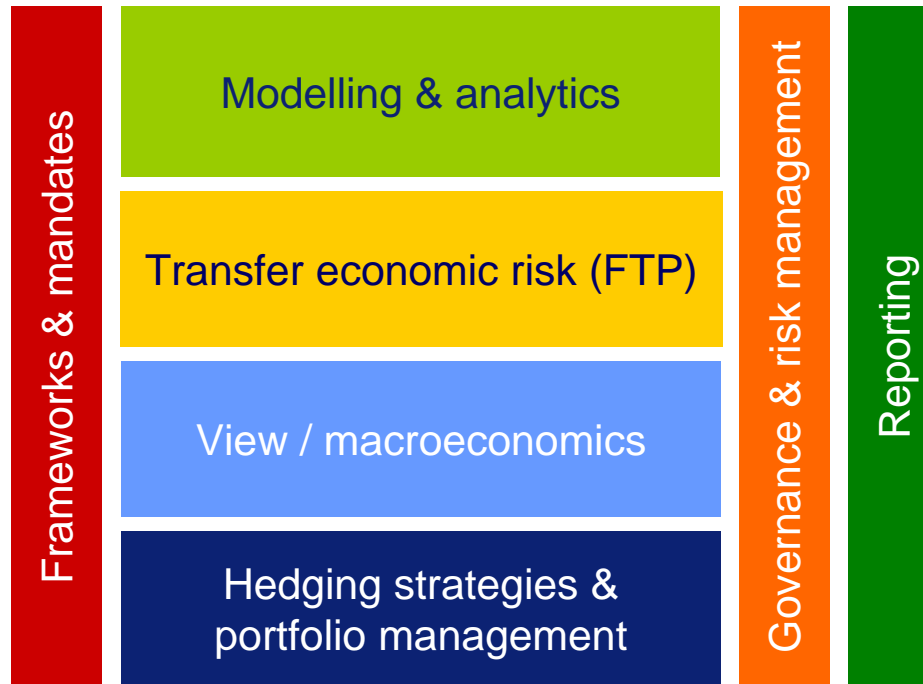 Frameworks & mandates
Modelling & analytics
Transfer economic risk (FTP)
View / macroeconomics
Hedging strategies &
portfolio management
Governance & risk management
Reporting